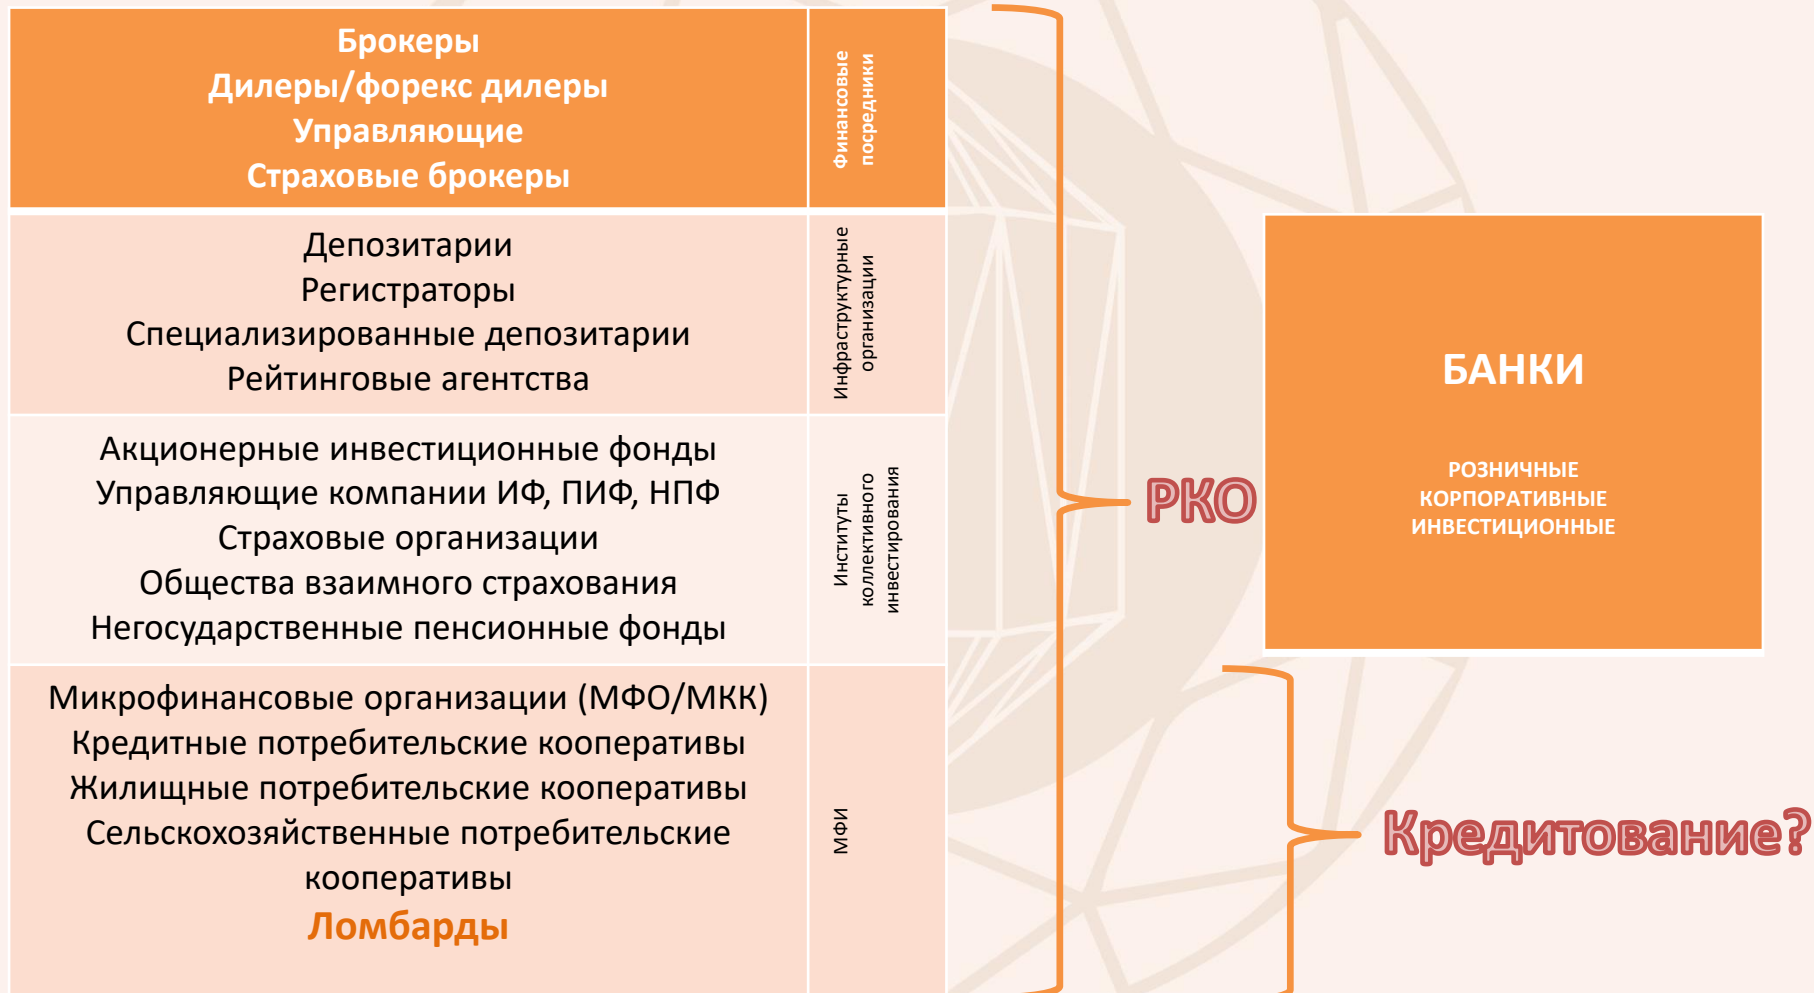 Брокеры
Дилеры/форекс дилеры
Управляющие
Страховые брокеры
Финансовые
посредники
Депозитарии
Регистраторы
Специализированные депозитарии
Рейтинговые агентства
Инфраструктурные
организации
Акционерные инвестиционные фонды
Управляющие компании ИФ, ПИФ, НПФ
Страховые организации
Общества взаимного страхования
Негосударственные пенсионные фонды
Институты
коллективного
инвестирования
Микрофинансовые организации (МФО/МКК)
Кредитные потребительские кооперативы
Жилищные потребительские кооперативы
Сельскохозяйственные потребительские
кооперативы
Ломбарды
МФИ
РКО
БАНКИ
РОЗНИЧНЫЕ
КОРПОРАТИВНЫЕ
ИНВЕСТИЦИОННЫЕ
Кредитование?